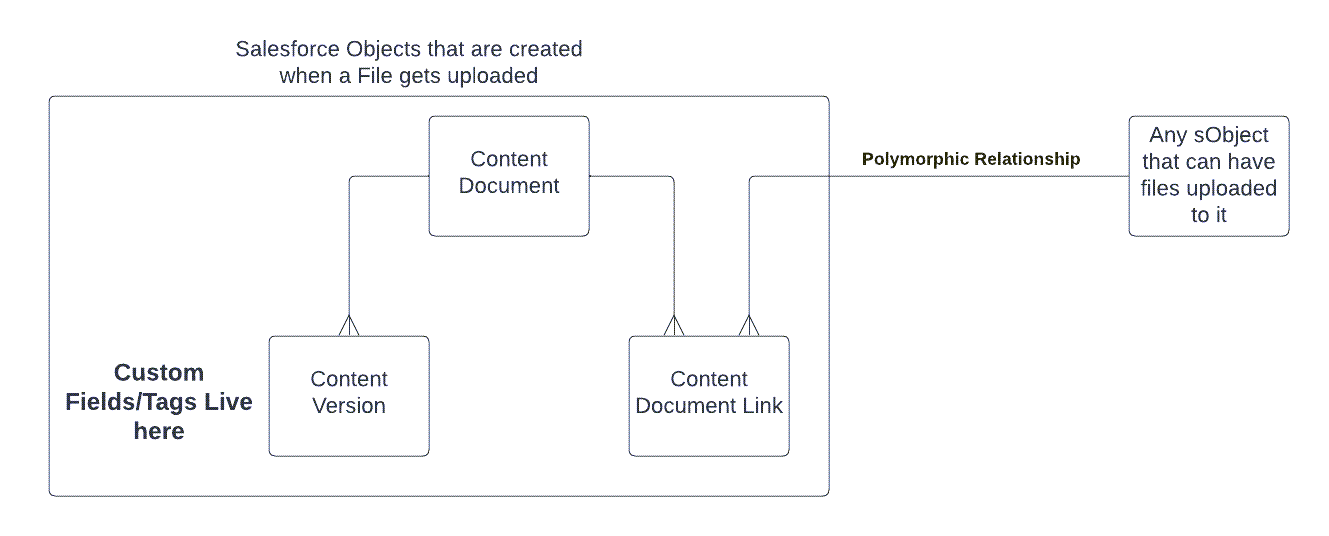 Salesforce Objects that are created
when a File gets uploaded
Content
Document
Polymorphic Relationship
Any sObject
that can have
files uploaded
to it
Custom
Fields/Tags Live
here
Content
Version
Content
Document Link